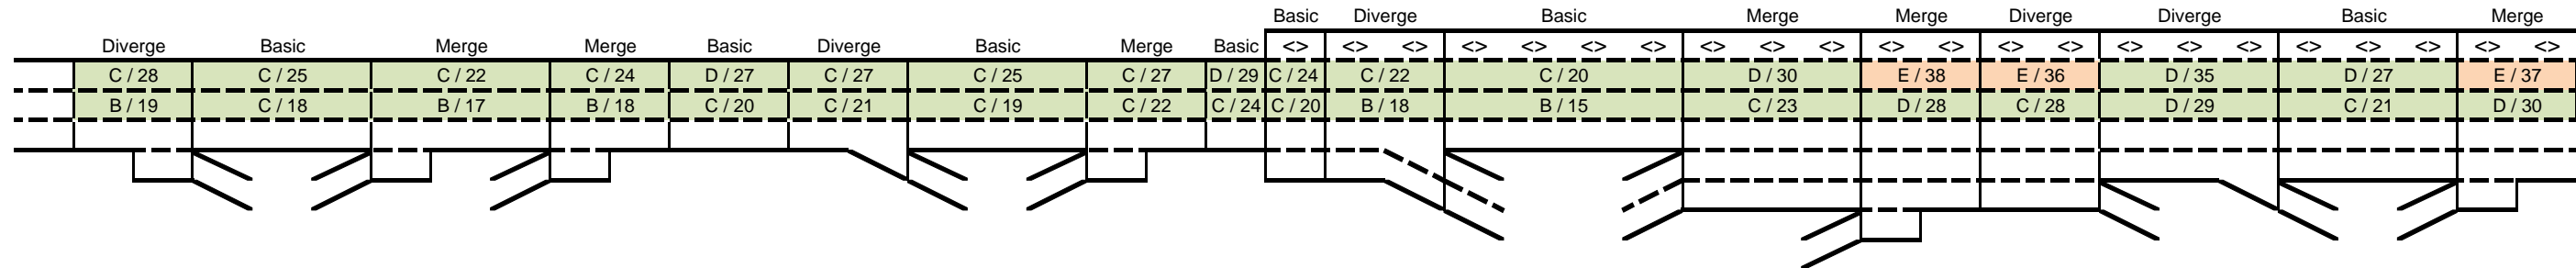 Basic Diverge Basic Merge Merge Diverge Diverge Basic Merge
Diverge Basic Merge Merge Basic Diverge Basic Merge Basic <> <> <> <> <> <> <> <> <> <> <> <> <> <> <> <> <> <> <> <> <>
C / 28 C / 25 C / 22 C / 24 D / 27 C / 27 C / 25 C / 27 D / 29 C / 24 C / 22 C / 20 D / 30 E / 38 E / 36 D / 35 D / 27 E / 37
B / 19 C / 18 B / 17 B / 18 C / 20 C / 21 C / 19 C / 22 C / 24 C / 20 B / 18 B / 15 C / 23 D / 28 C / 28 D / 29 C / 21 D / 30